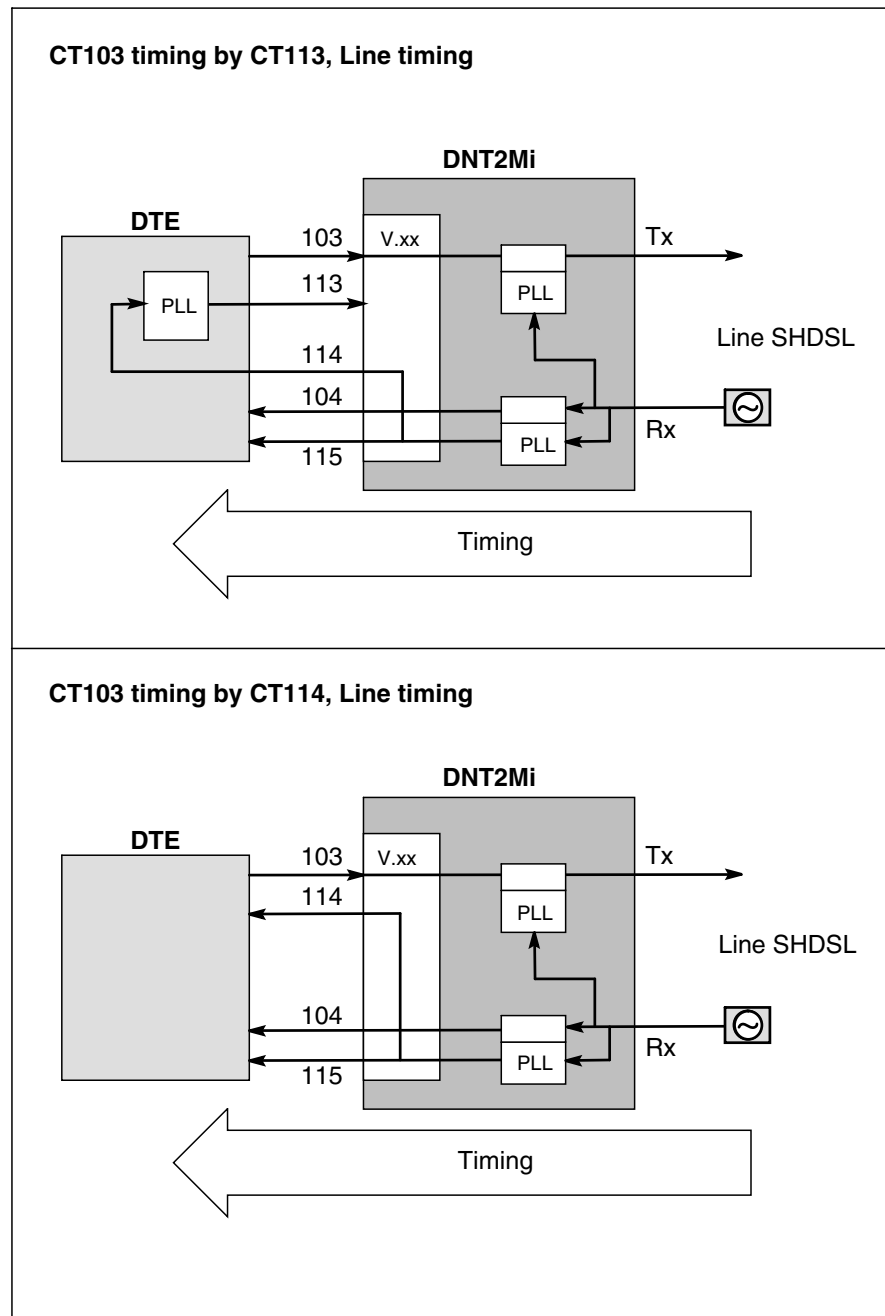 CT103 timing by CT113, Line timing
DNT2Mi
DTE
103
V.xx
Tx
113
PLL
PLL
Line SHDSL
114
104
Rx
PLL
115
Timing
CT103 timing by CT114, Line timing
DNT2Mi
DTE
103
V.xx
Tx
114
PLL
Line SHDSL
104
Rx
PLL
115
Timing